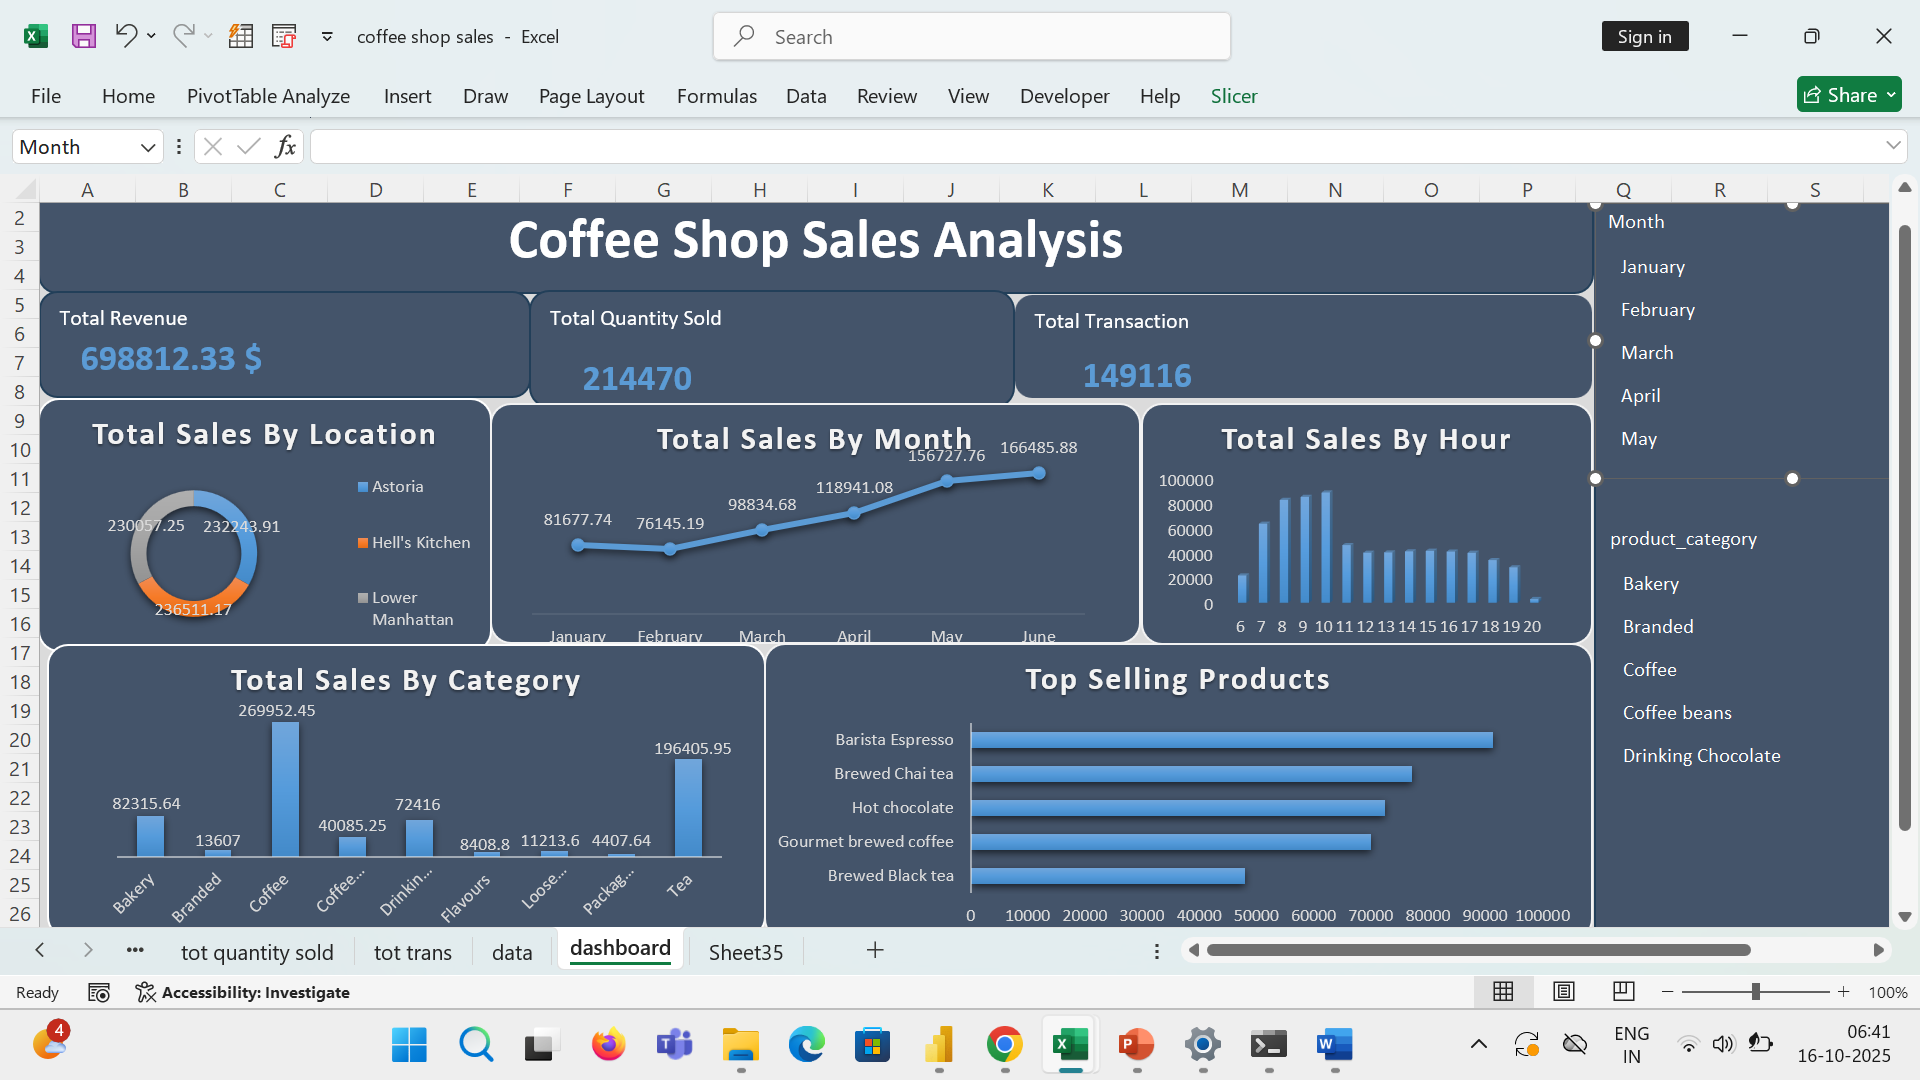 coffee shop sales - Excel
Search
Sign in
File Home PivotTable Analyze Insert Draw Page Layout Formulas Data Review View Developer Help Slicer
Share
Month
fx
A B C D E F G H I J K L M N O P Q R S
2
3
4
5
6
7
8
9
10
11
12
13
14
15
16
17
18
19
20
21
22
23
24
25
26
Coffee Shop Sales Analysis
Total Revenue
698812.33 $
Total Quantity Sold
214470
Total Transaction
149116
Total Sales By Location
230057.25
232243.91
236511.17
Astoria
Hell's Kitchen
Lower
Manhattan
Total Sales By Month
81677.74
76145.19
98834.68
118941.08
156727.76
166485.88
January February March April May June
Total Sales By Hour
100000
80000
60000
40000
20000
0
6 7 8 9 10 11 12 13 14 15 16 17 18 19 20
Total Sales By Category
82315.64
13607
269952.45
40085.25
72416
8408.8
11213.6
4407.64
196405.95
Bakery
Branded
Coffee
Coffee...
Drinkin...
Flavours
Loose...
Packag...
Tea
Top Selling Products
Barista Espresso
Brewed Chai tea
Hot chocolate
Gourmet brewed coffee
Brewed Black tea
0 10000 20000 30000 40000 50000 60000 70000 80000 90000 100000
Month
January
February
March
April
May
product_category
Bakery
Branded
Coffee
Coffee beans
Drinking Chocolate
tot quantity sold
tot trans
data
dashboard
Sheet35
Ready
Accessibility: Investigate
100%
4
ENG
IN
06:41
16-10-2025